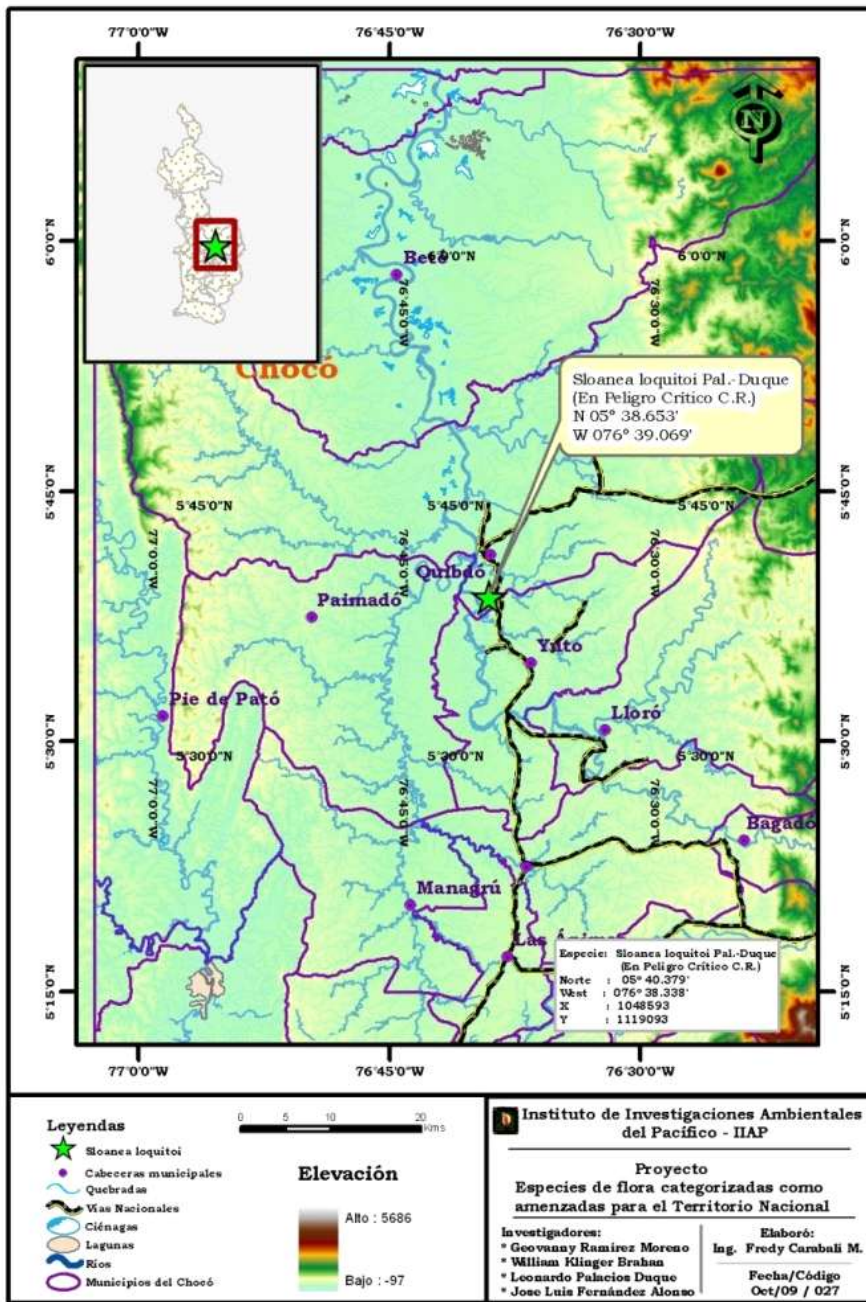 77°0'0"W 76°45'0"W 76°30'0"W
6°0'0"N
6°0'0"N
6°0'0"N
6°0'0"N
Beté
76°45'0"W
76°30'0"W
Chocó
Sloanea loquitoi Pal.-Duque
(En Peligro Crítico C.R.)
N 05° 38.653'
W 076° 39.069'
5°45'0"N
5°45'0"N
5°45'0"N
5°45'0"N
5°45'0"N
77°0'0"W
76°45'0"W
76°30'0"W
Quibdó
Paimadó
Yuto
Pie de Pató
Lloró
5°30'0"N
5°30'0"N
5°30'0"N
5°30'0"N
5°30'0"N
77°0'0"W
76°45'0"W
76°30'0"W
Bagadó
Managrú
Las
Especie: Sloanea loquitoi Pal.-Duque
(En Peligro Crítico C.R.)
Norte : 05° 40.379'
West : 076° 38.338'
X : 1048593
Y : 1119093
5°15'0"N
5°15'0"N
77°0'0"W 76°45'0"W 76°30'0"W
N
Leyendas
Sloanea loquitoi
Cabeceras municipales
Quebradas
Vías Nacionales
Ciénagas
Lagunas
Ríos
Municipios del Chocó
0 5 10 20
Kms
Elevación
Alto : 5686
Bajo : -97
Instituto de Investigaciones Ambientales
del Pacífico - IIAP
Proyecto
Especies de flora categorizadas como
amenzadas para el Territorio Nacional
Investigadores:
* Geovanny Ramirez Moreno
* William Klinger Brahan
* Leonardo Palacios Duque
* Jose Luis Fernández Alonso
Elaboró:
Ing. Fredy Carabalí M.
Fecha/Código
Oct/09 / 027